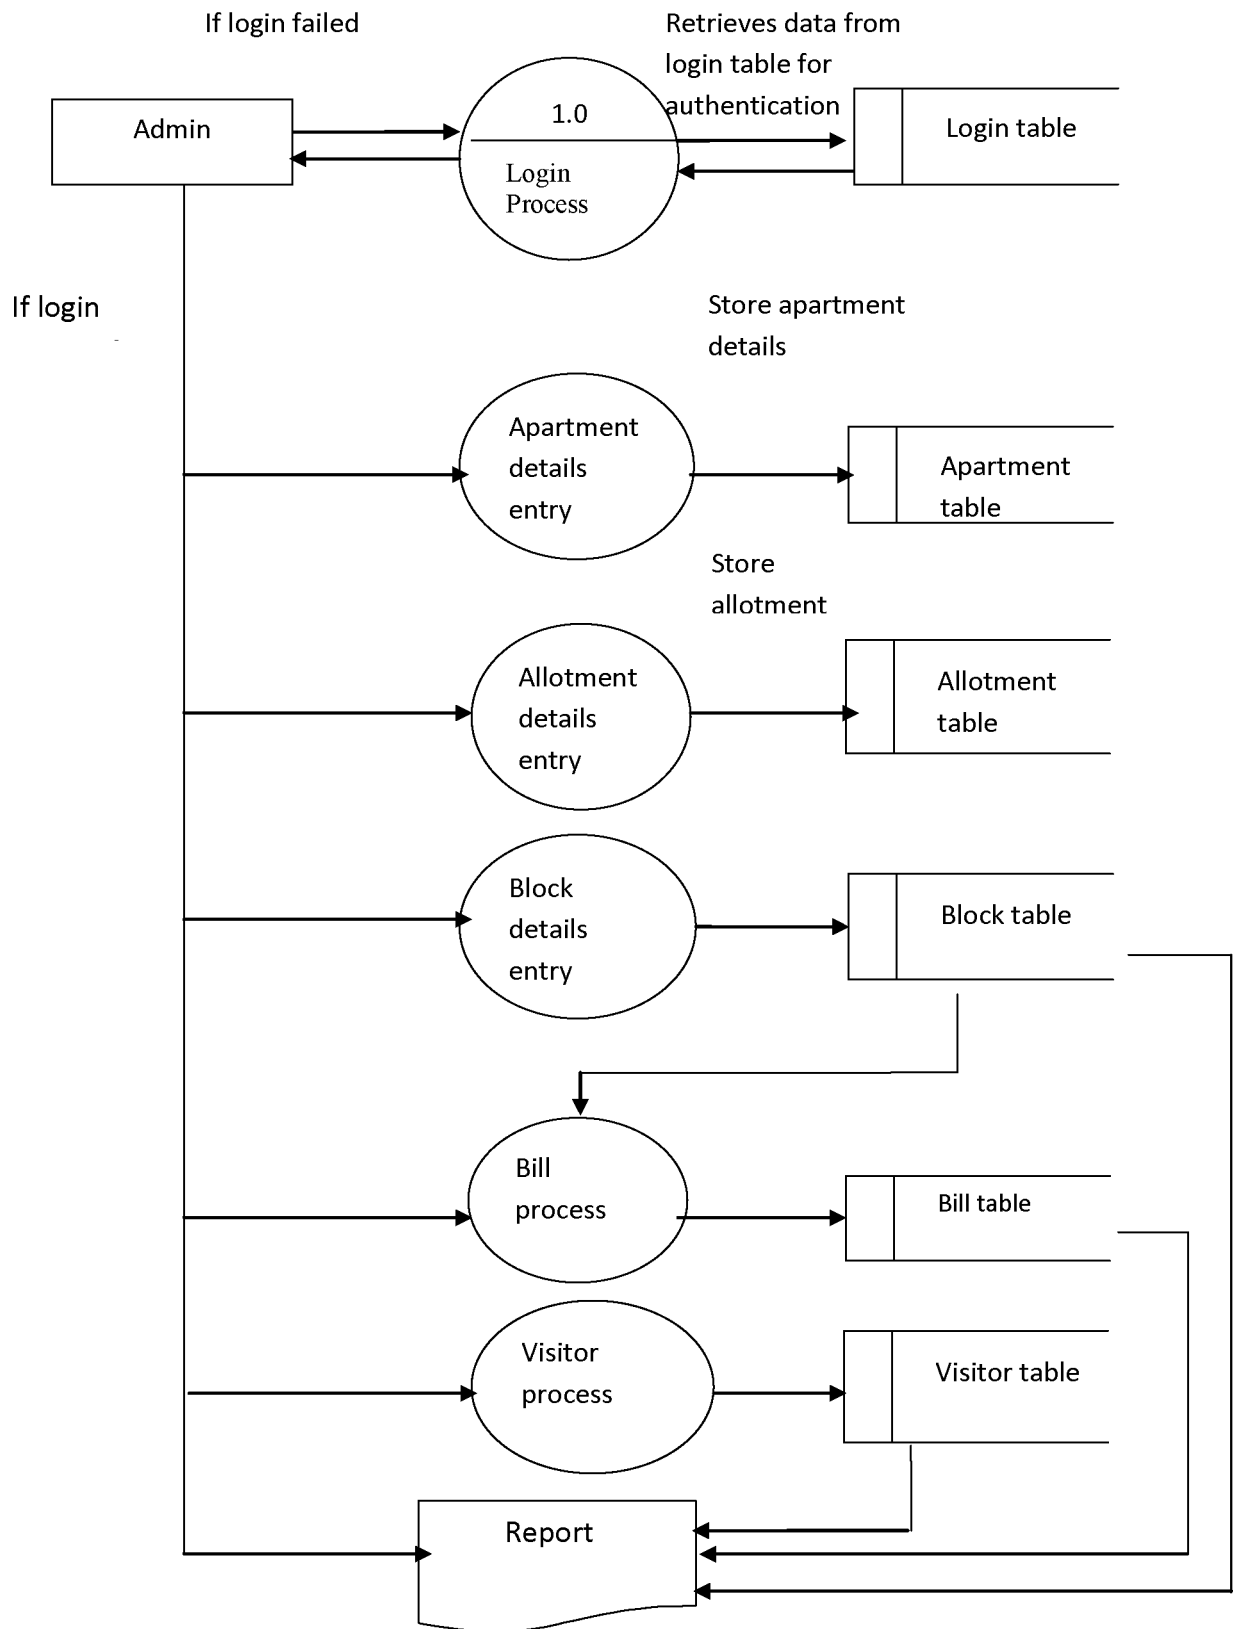 If login failed
Retrieves data from
login table for
authentication
Admin
1.0
Login
Process
Login table
If login
Store apartment
details
Apartment
details
entry
Apartment
table
Store
allotment
Allotment
details
entry
Allotment
table
Block
details
entry
Block table
Bill
process
Bill table
Visitor
process
Visitor table
Report